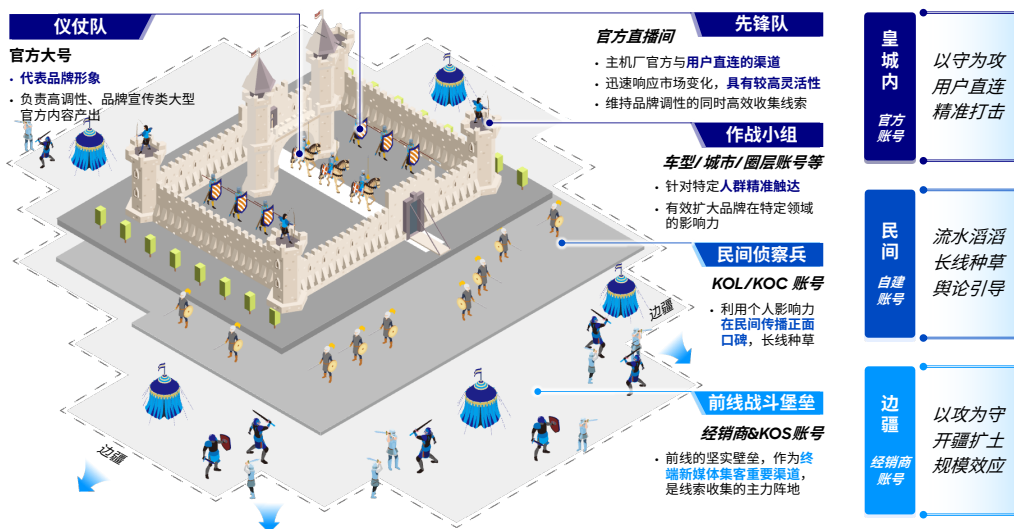 仪仗队
官方大号
• 代表品牌形象
• 负责高调性、品牌宣传类大型
官方内容产出
先锋队
官方直播间
• 主机厂官方与用户直连的渠道
• 迅速响应市场变化，具有较高灵活性
• 维持品牌调性的同时高效收集线索
作战小组
车型/城市/圈层账号等
• 针对特定人群精准触达
• 有效扩大品牌在特定领域
的影响力
民间侦察兵
KOL/KOC 账号
• 利用个人影响力
在民间传播正面
口碑，长线种草
边疆
前线战斗堡垒
经销商&KOS账号
• 前线的坚实壁垒，作为终
端新媒体集客重要渠道，
是线索收集的主力阵地
边疆
皇
城
内
官方
账号
以守为攻
用户直连
精准打击
民
间
自建
账号
流水滔滔
长线种草
舆论引导
边
疆
经销商
账号
以攻为守
开疆扩土
规模效应